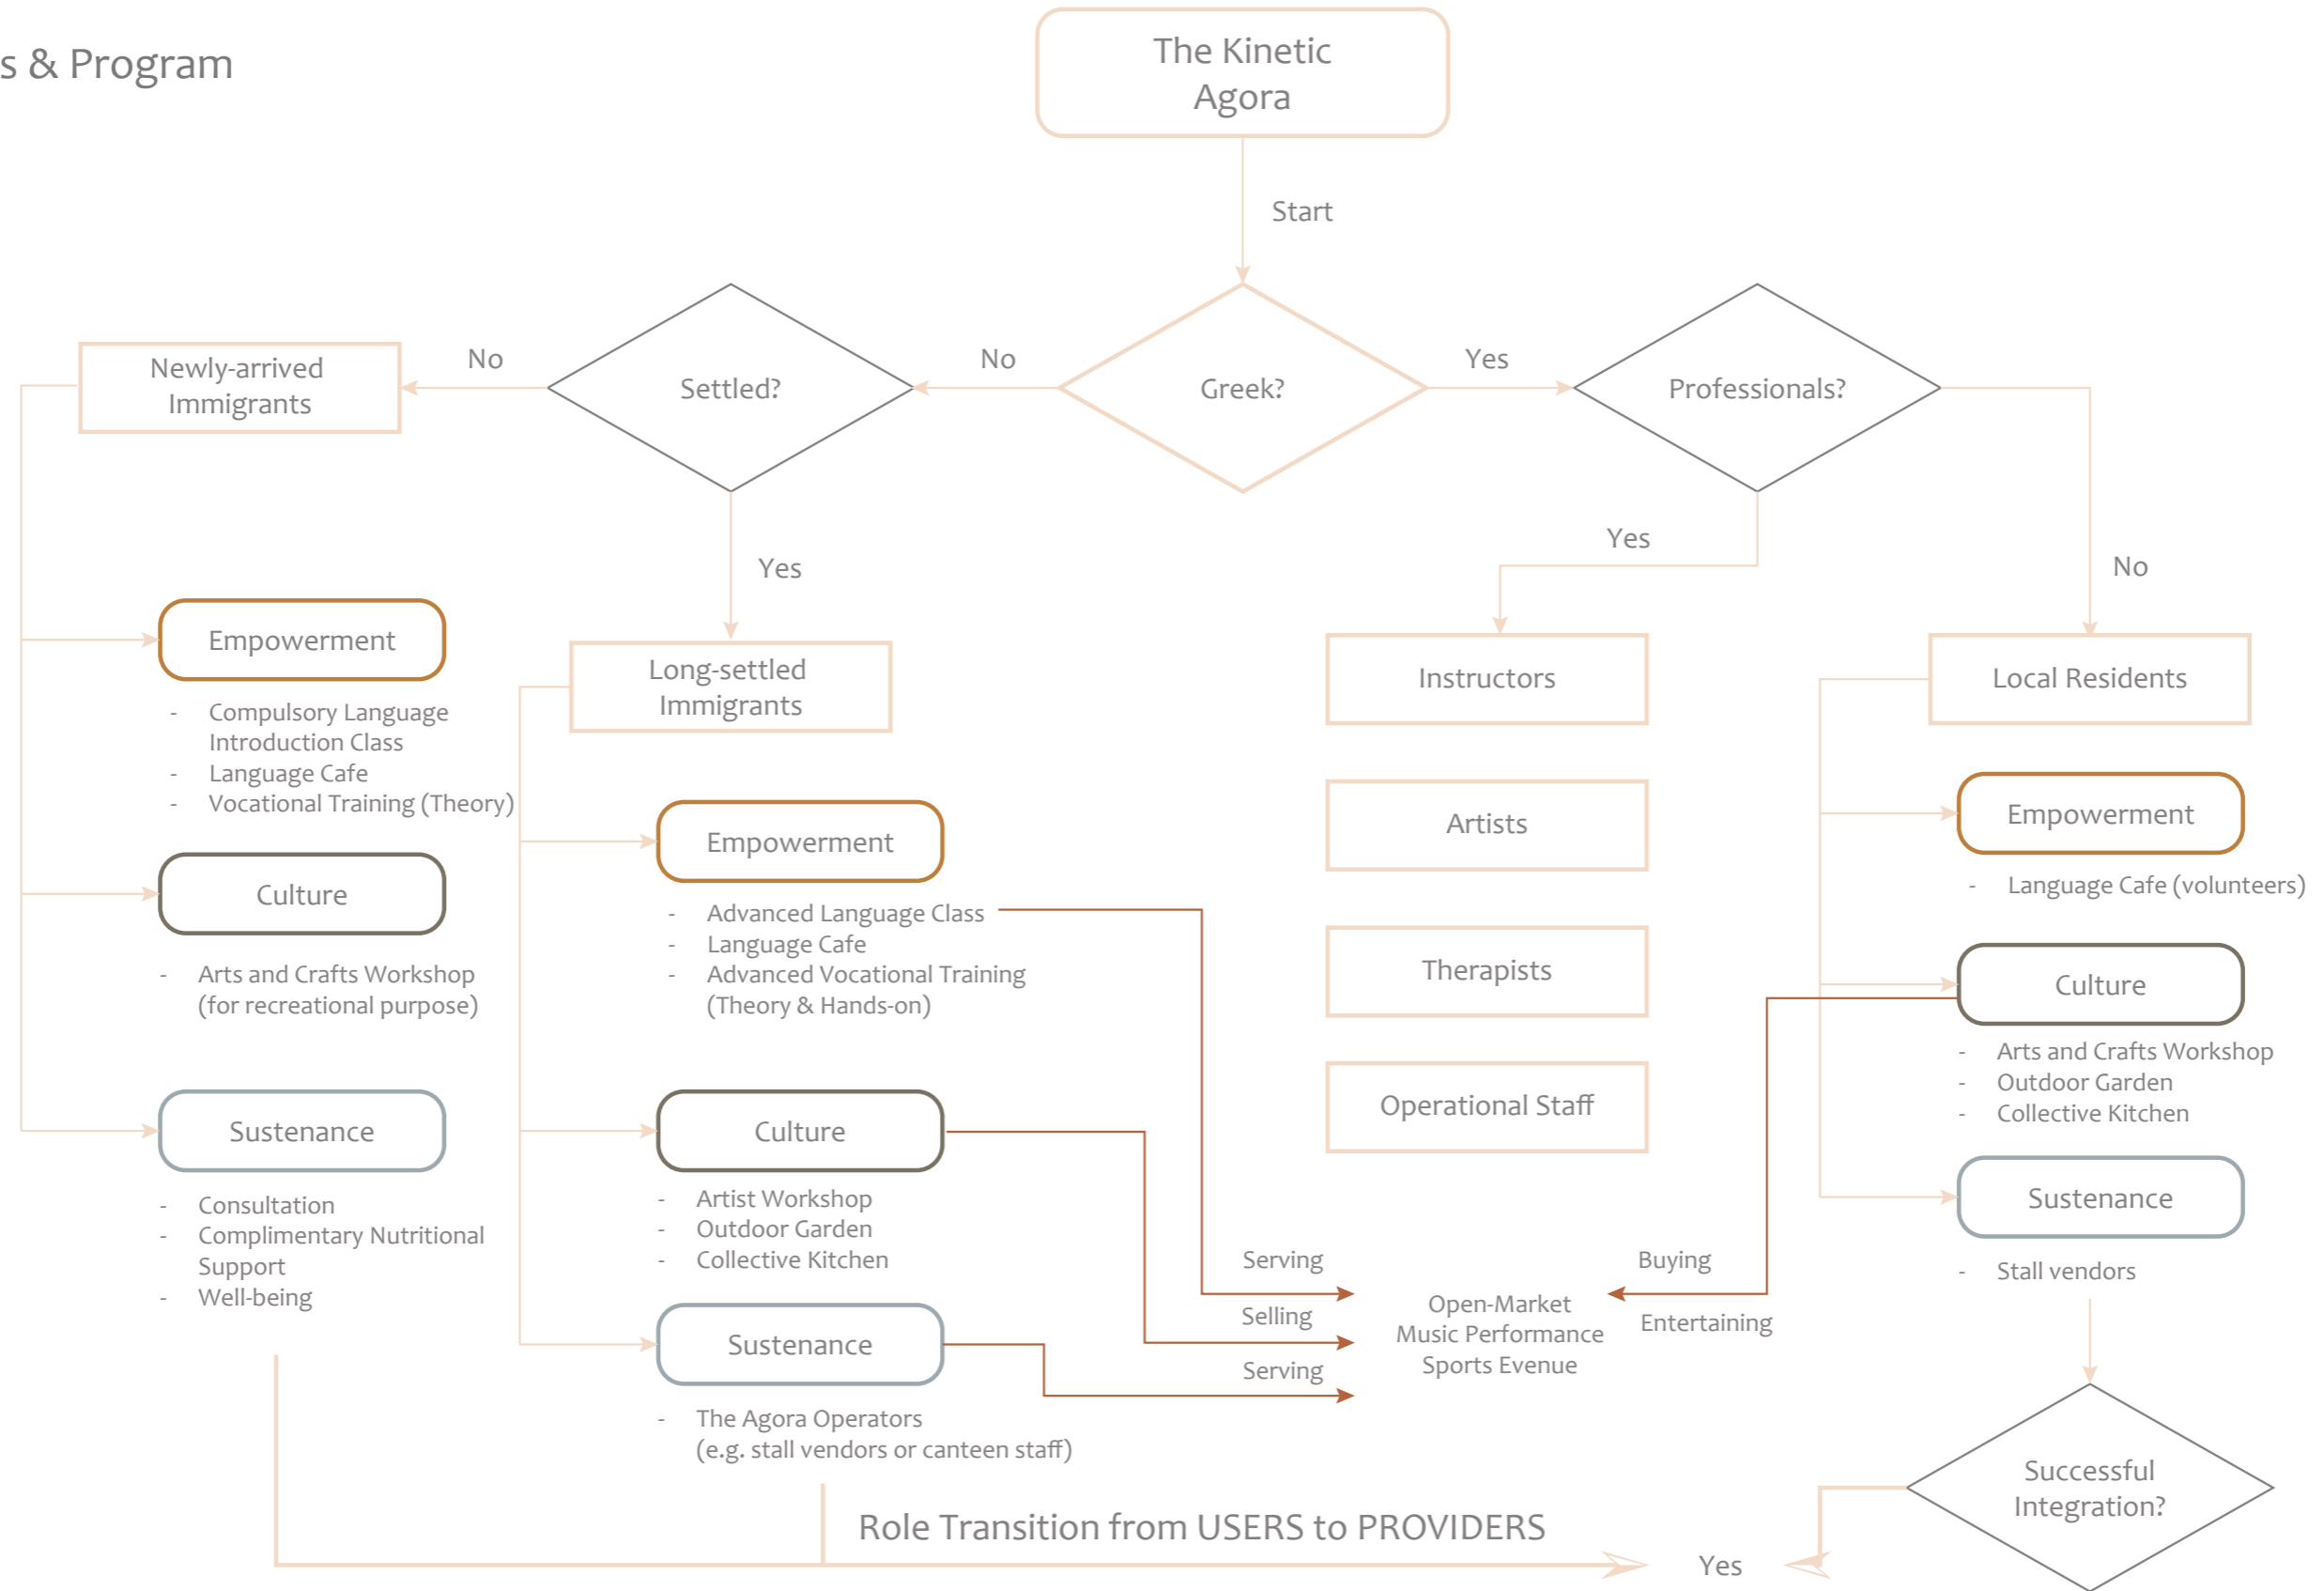 s & Program
The Kinetic
Agora
Start
Newly-arrived
Immigrants
No
Settled?
No
Greek?
Yes
Professionals?
Yes
Yes
No
Empowerment
- Compulsory Language
Introduction Class
- Language Cafe
- Vocational Training (Theory)
Culture
- Arts and Crafts Workshop
(for recreational purpose)
Sustenance
- Consultation
- Complimentary Nutritional
Support
- Well-being
Long-settled
Immigrants
Empowerment
- Advanced Language Class
- Language Cafe
- Advanced Vocational Training
(Theory & Hands-on)
Culture
- Artist Workshop
- Outdoor Garden
- Collective Kitchen
Sustenance
- The Agora Operators
(e.g. stall vendors or canteen staff)
Instructors
Artists
Therapists
Operational Staff
Serving
Selling
Serving
Open-Market
Music Performance
Sports Evenue
Buying
Entertaining
Local Residents
Empowerment
- Language Cafe (volunteers)
Culture
- Arts and Crafts Workshop
- Outdoor Garden
- Collective Kitchen
Sustenance
- Stall vendors
Successful
Integration?
Role Transition from USERS to PROVIDERS
Yes